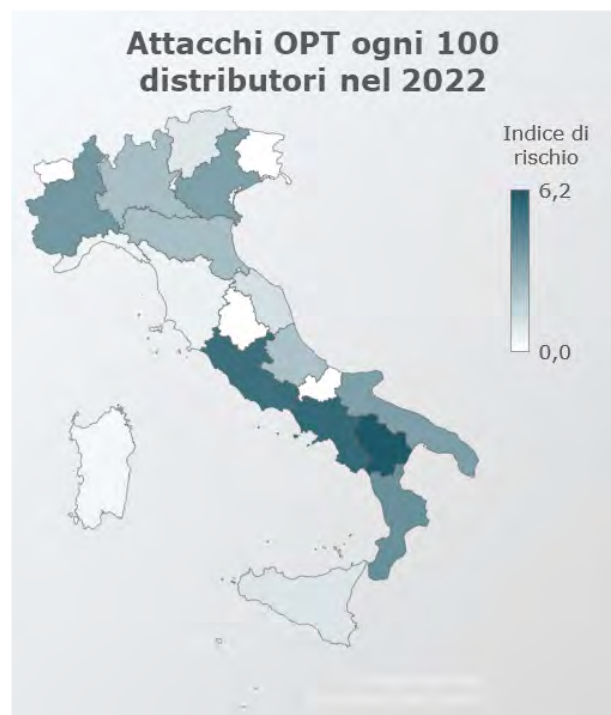 Attacchi OPT ogni 100
distributori nel 2022
Indice di
rischio
6,2
0,0